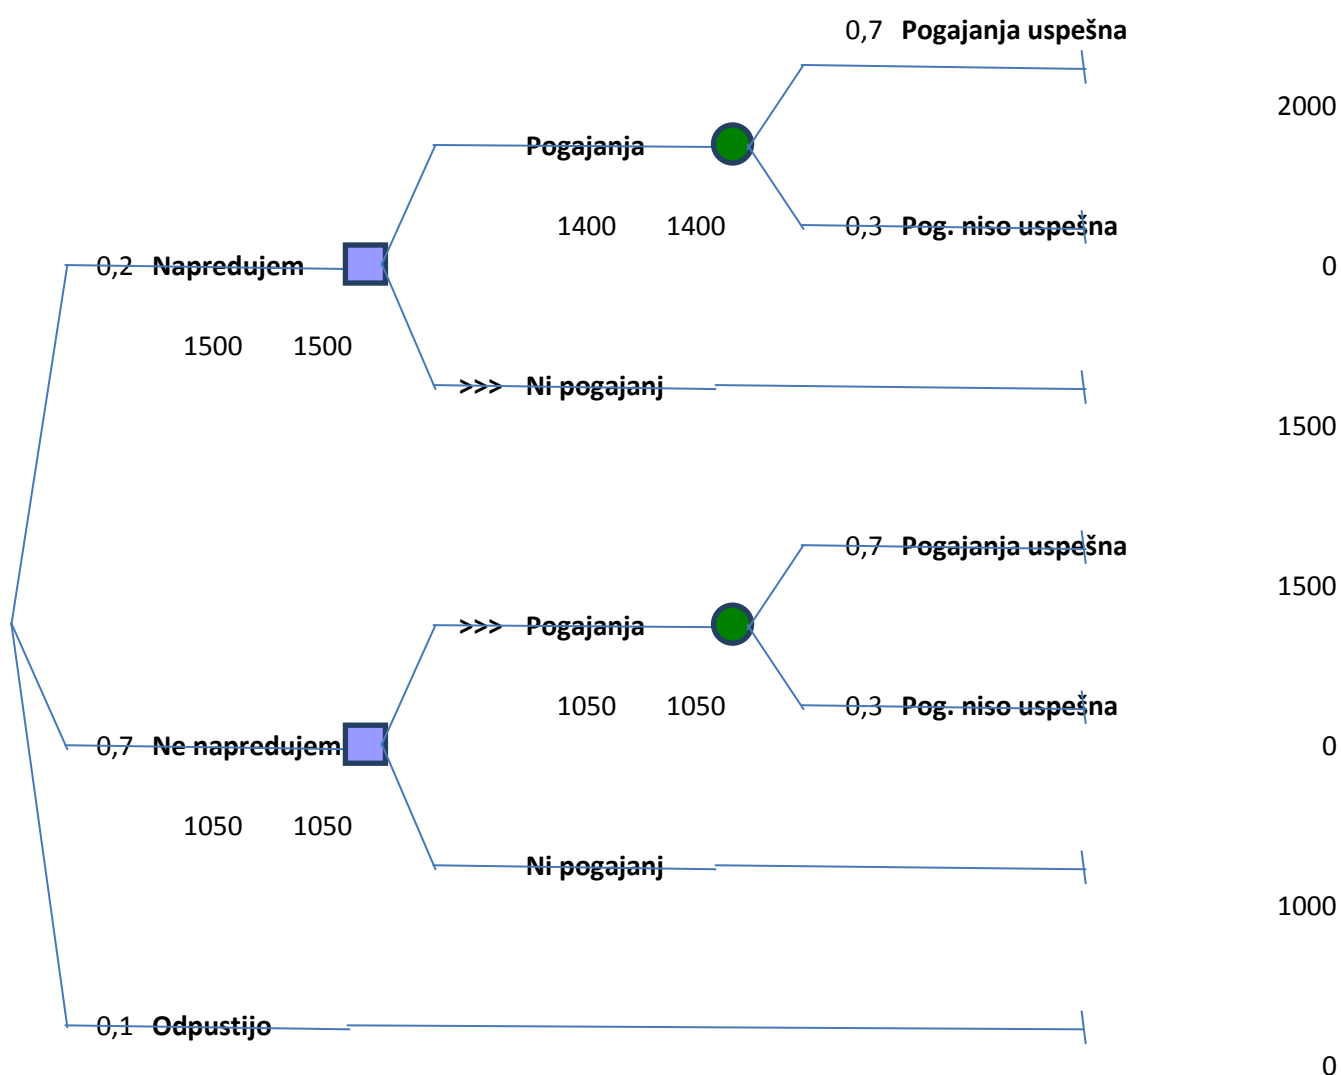 0,7 Pogajanja uspešna
2000
Pogajanja
1400 1400 0,3 Pog. niso uspešna
0,2 Napredujem 0
1500 1500
>>> Ni pogajanj
1500
0,7 Pogajanja uspešna
1500
>>> Pogajanja
1050 1050 0,3 Pog. niso uspešna
0,7 Ne napredujem 0
1050 1050
Ni pogajanj
1000
0,1 Odpustijo
0